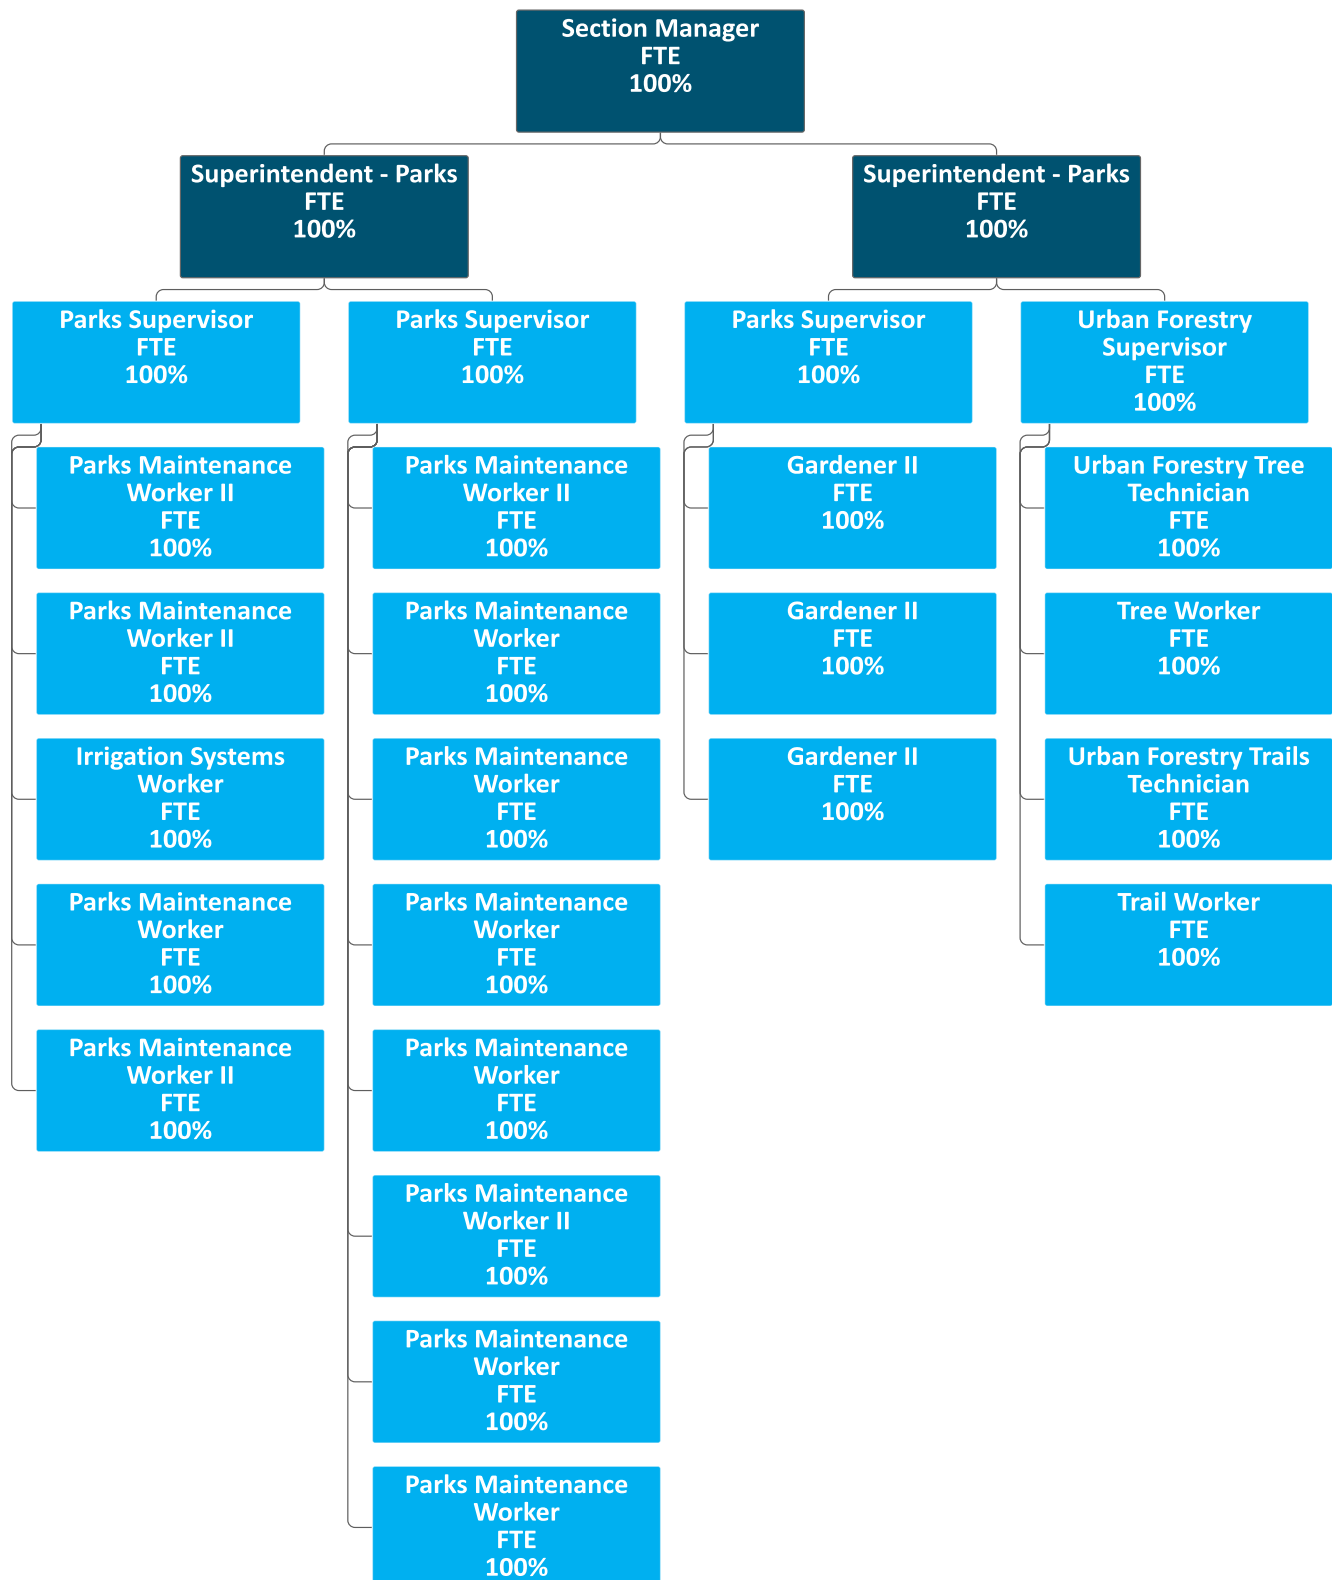 Section Manager
FTE
100%
Superintendent - Parks
FTE
100%
Superintendent - Parks
FTE
100%
Parks Supervisor
FTE
100%
Parks Supervisor
FTE
100%
Parks Supervisor
FTE
100%
Urban Forestry
Supervisor
FTE
100%
Parks Maintenance
Worker II
FTE
100%
Parks Maintenance
Worker II
FTE
100%
Irrigation Systems
Worker
FTE
100%
Parks Maintenance
Worker
FTE
100%
Parks Maintenance
Worker II
FTE
100%
Parks Maintenance
Worker II
FTE
100%
Parks Maintenance
Worker
FTE
100%
Parks Maintenance
Worker
FTE
100%
Parks Maintenance
Worker
FTE
100%
Parks Maintenance
Worker
FTE
100%
Parks Maintenance
Worker II
FTE
100%
Parks Maintenance
Worker
FTE
100%
Parks Maintenance
Worker
FTE
100%
Gardener II
FTE
100%
Gardener II
FTE
100%
Gardener II
FTE
100%
Urban Forestry Tree
Technician
FTE
100%
Tree Worker
FTE
100%
Urban Forestry Trails
Technician
FTE
100%
Trail Worker
FTE
100%